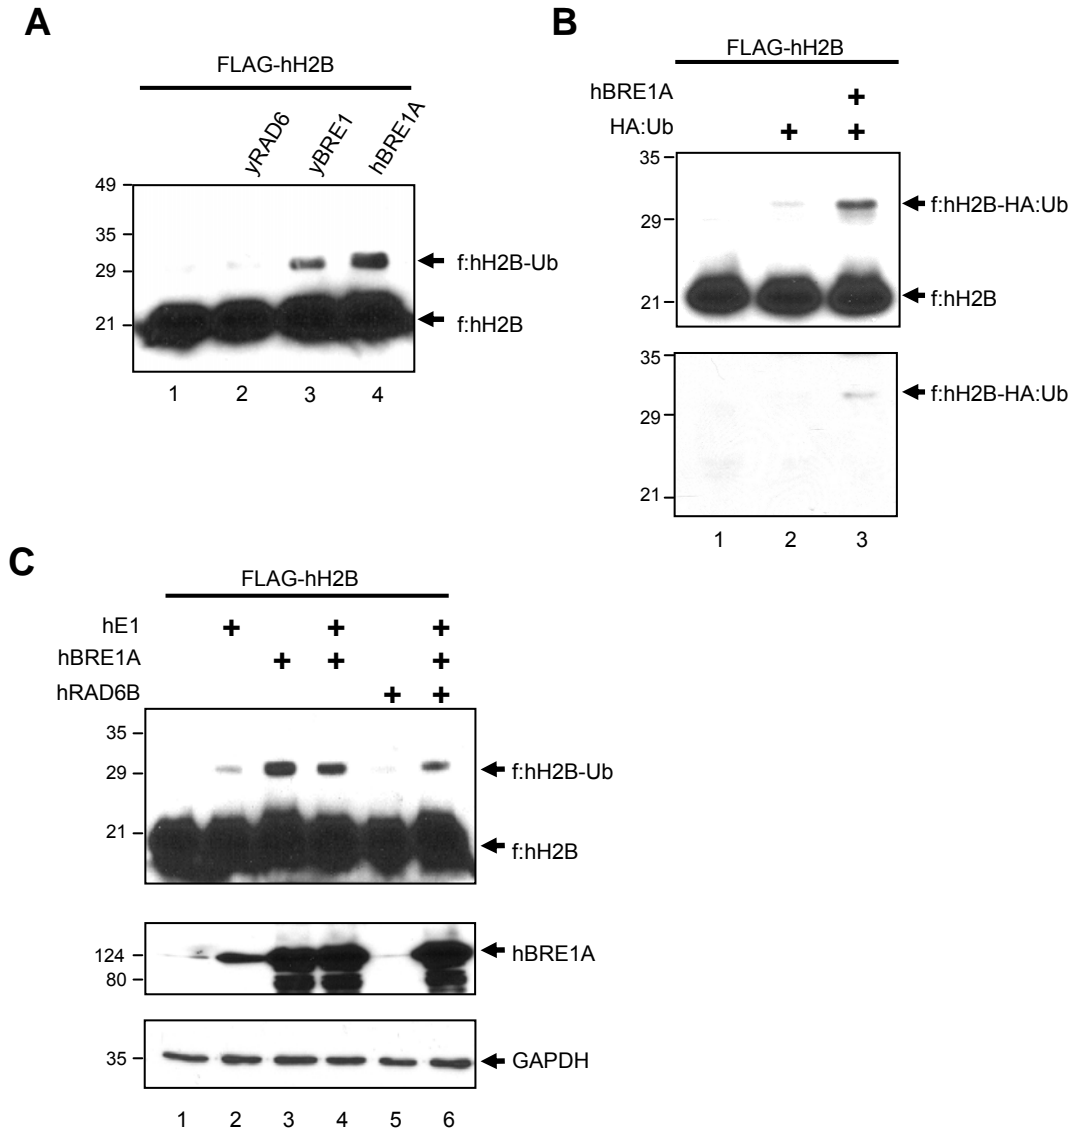 A
FLAG-hH2B
yRAD6 yBRE1 hBRE1A
49
35
29
21
f:hH2B-Ub
f:hH2B
1 2 3 4
B
FLAG-hH2B
hBRE1A +
HA:Ub + +
35
29
21
f:hH2B-HA:Ub
f:hH2B
35
29
21
f:hH2B-HA:Ub
1 2 3
C
FLAG-hH2B
hE1 + + +
hBRE1A + + +
hRAD6B + +
35
29
21
f:hH2B-Ub
f:hH2B
124
80
hBRE1A
35
GAPDH
1 2 3 4 5 6